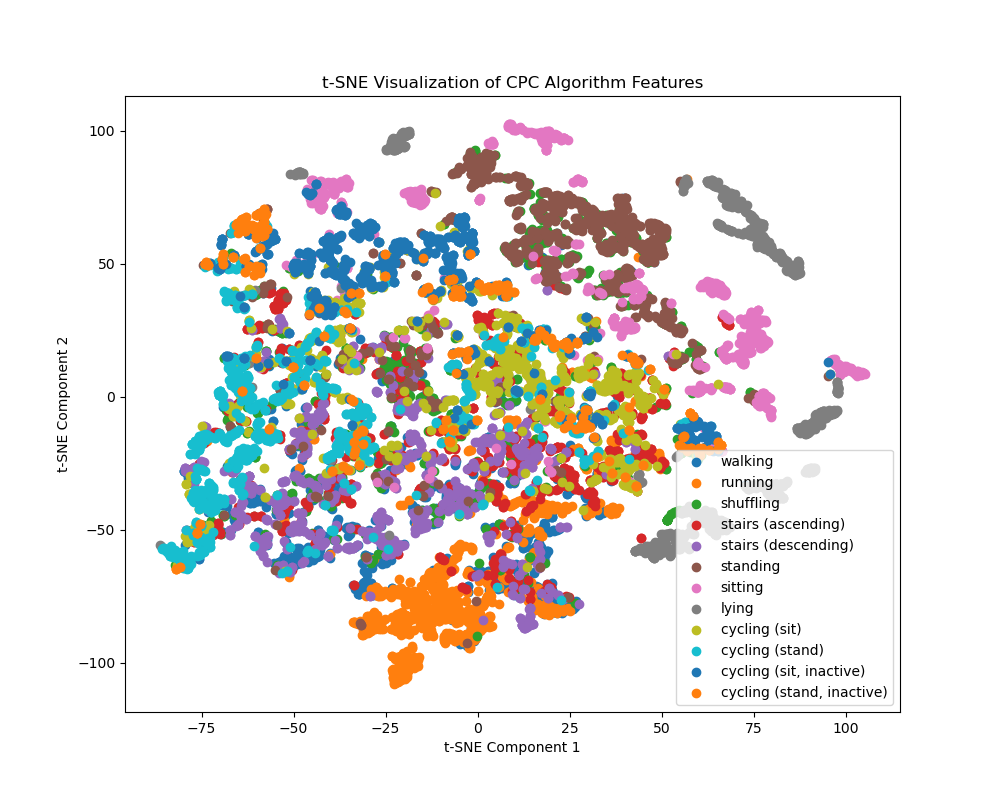 t-SNE Visualization of CPC Algorithm Features
t-SNE Component 2
100
50
0
−50
−100
−75
−50
−25
0
25
50
75
100
t-SNE Component 1
walking
running
shuffling
stairs (ascending)
stairs (descending)
standing
sitting
lying
cycling (sit)
cycling (stand)
cycling (sit, inactive)
cycling (stand, inactive)